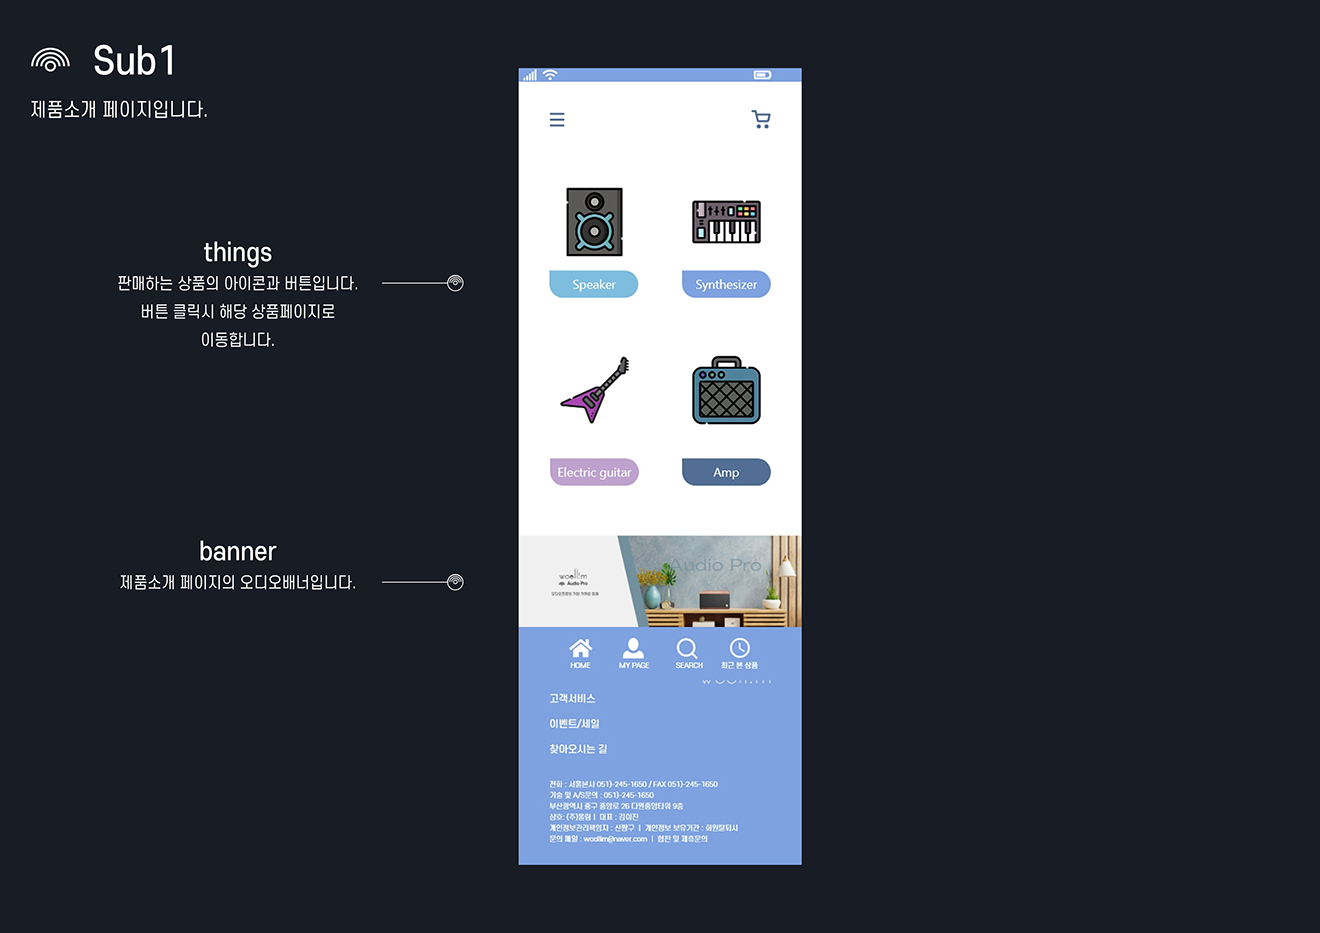 Sub1
제품소개 페이지입니다.
things
판매하는 상품의 아이콘과 버튼입니다.
버튼 클릭시 해당 상품페이지로
이동합니다.
Speaker
Synthesizer
Electric guitar
Amp
banner
제품소개 페이지의 오디오배너입니다.
woollim
Audio Pro
Audio Pro
HOME
MY PAGE
SEARCH
최근 본 상품
woollim
고객서비스
이벤트/세일
찾아오시는 길
전화 : 서울본사 051)-245-1650 / FAX 051)-245-1650
기술 및 A/S문의 : 051)-245-1650
부산광역시 중구 중앙로 26 다원중앙타워 9층
상호: (주)울림 | 대표 : 김이진
개인정보관리책임자 : 신짱구 | 개인정보 보유기간 : 회원탈퇴시
문의 메일 : woollim@naver.com | 협찬 및 제휴문의